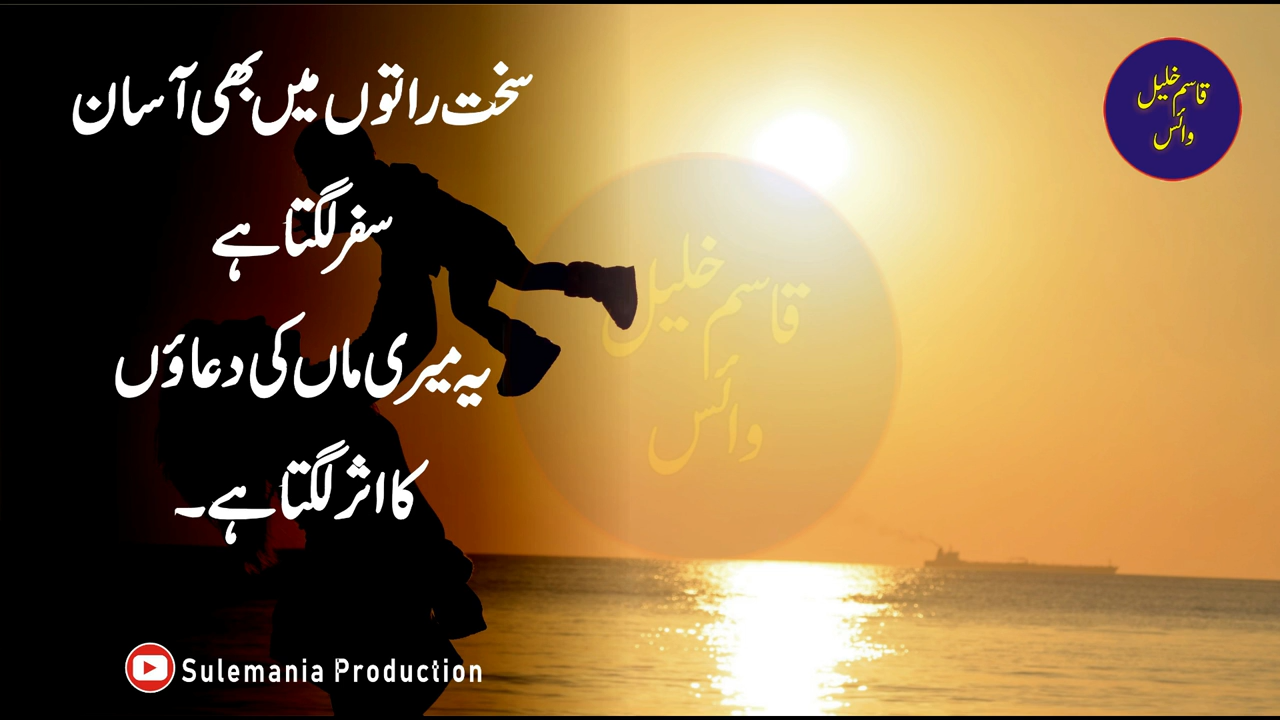 سخت راتوں میں بھی آسان
سفر لگتا ہے
یہ میری ماں کی دعاؤں
کا اثر لگتا ہے۔
قاسم خلیل
وائس
قاسم خلیل
وائس
Sulemania Production